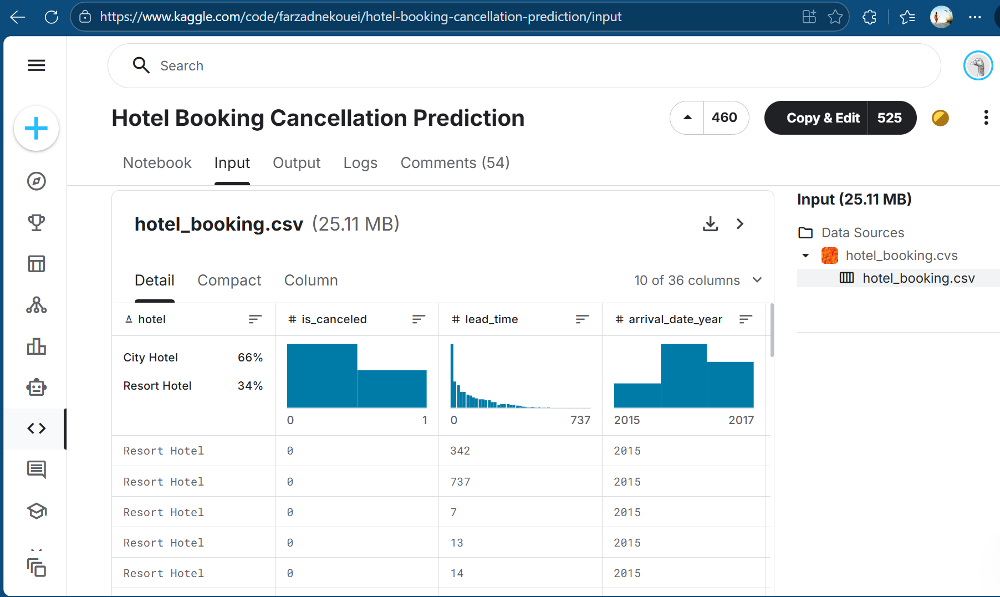 https://www.kaggle.com/code/farzadnekouei/hotel-booking-cancellation-prediction/input
Search
Hotel Booking Cancellation Prediction
460
Copy & Edit 525
Notebook Input Output Logs Comments (54)
hotel_booking.csv (25.11 MB)
Detail Compact Column
10 of 36 columns
A hotel # is_canceled # lead_time # arrival_date_year
City Hotel 66%
Resort Hotel 34%
0 1 0 737 2015 2017
Resort Hotel 0 342 2015
Resort Hotel 0 737 2015
Resort Hotel 0 7 2015
Resort Hotel 0 13 2015
Resort Hotel 0 14 2015
Input (25.11 MB)
Data Sources
hotel_booking.cvs
hotel_booking.csv